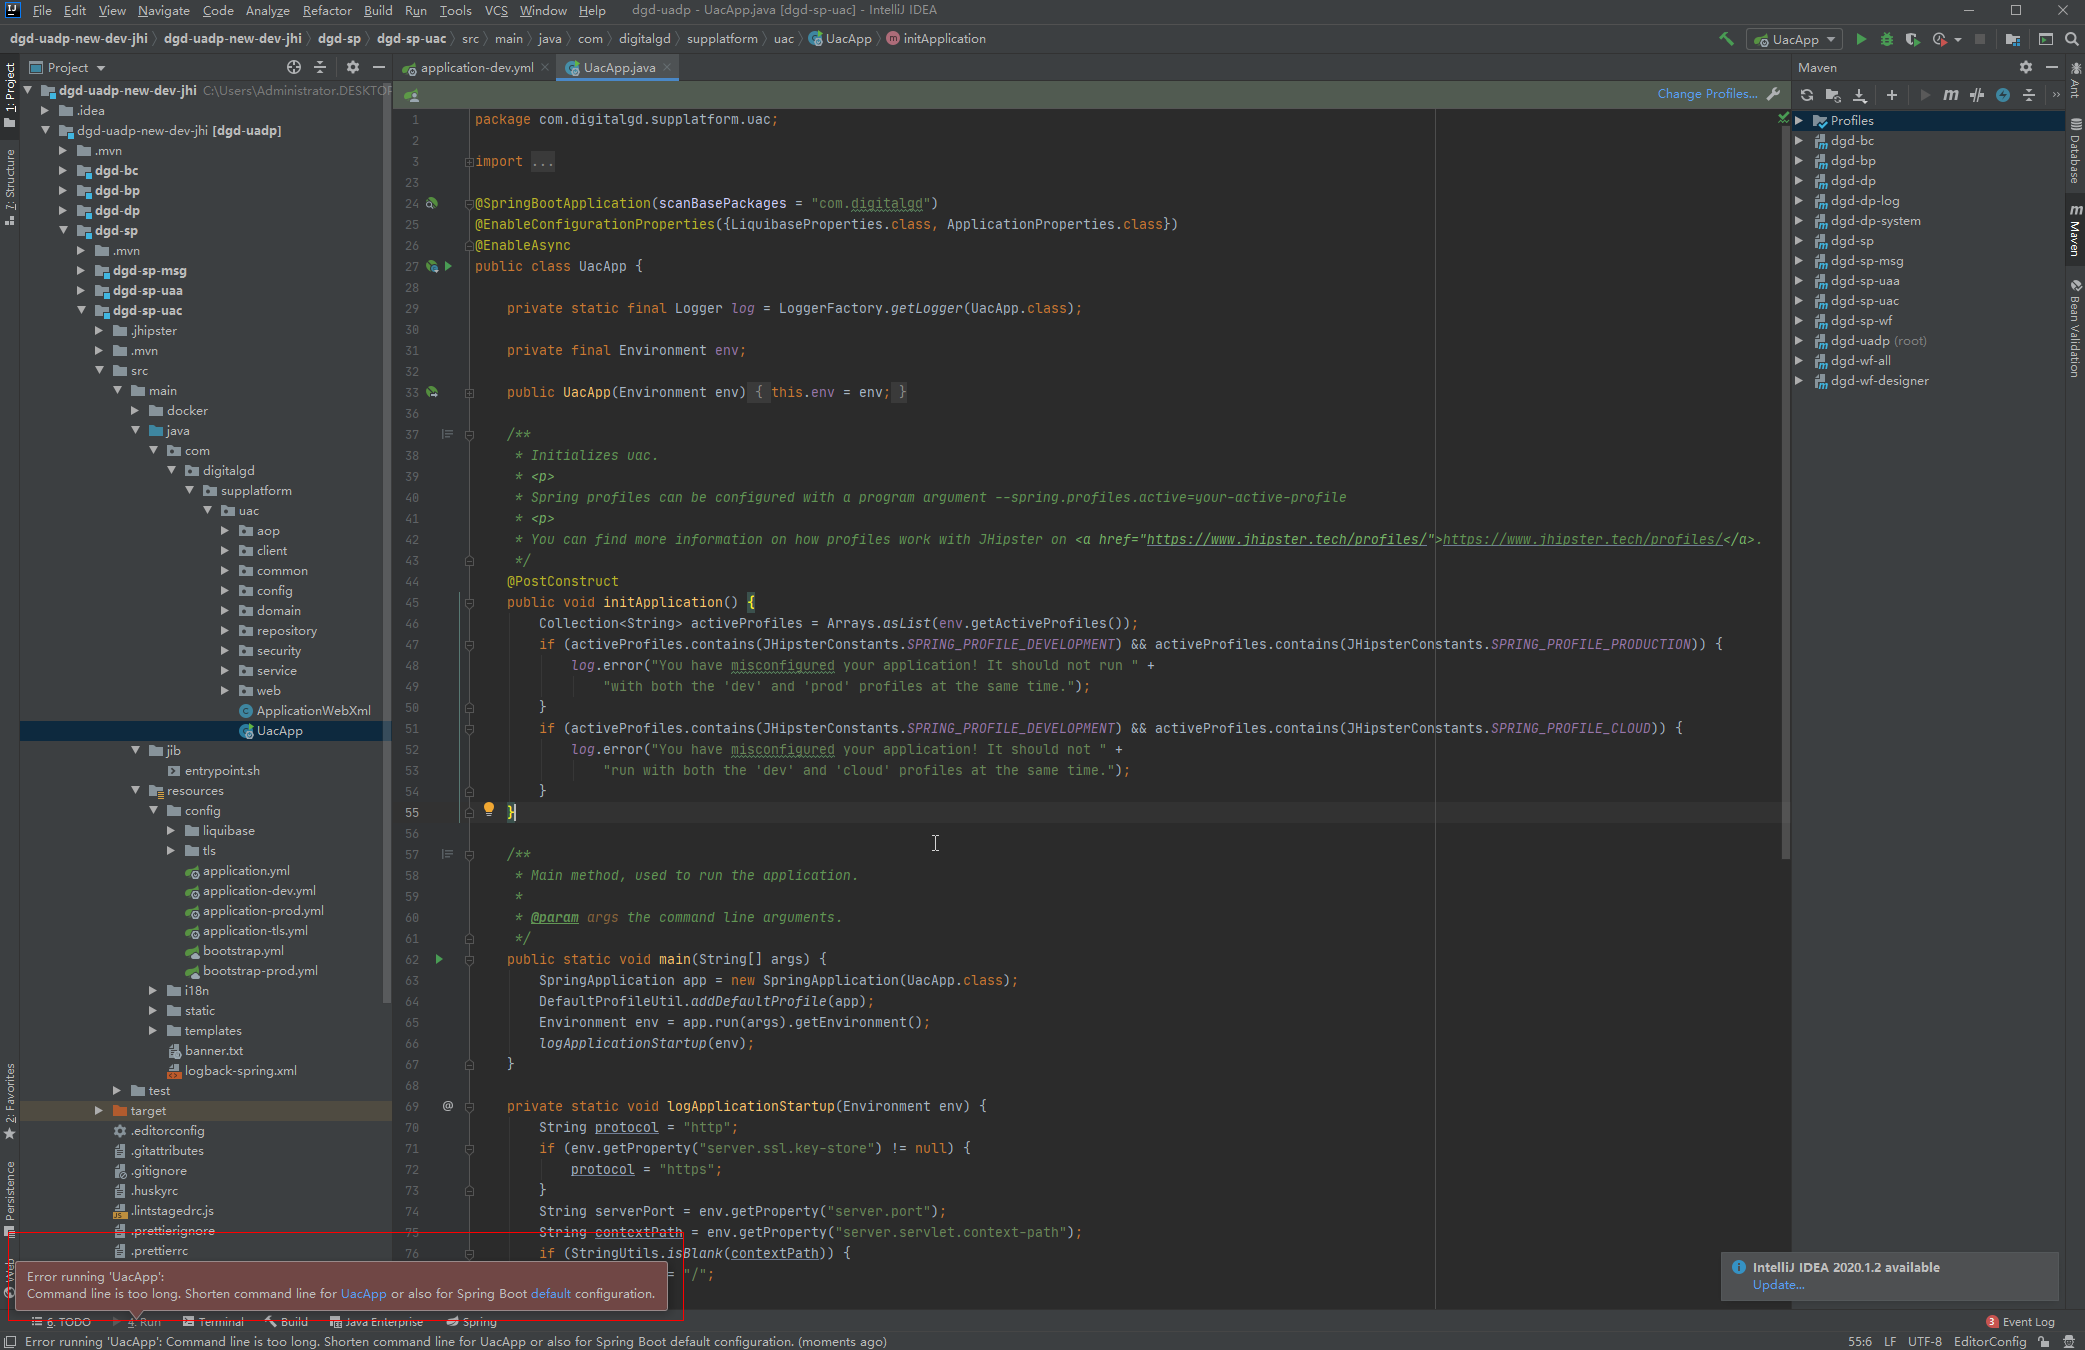 File Edit View Navigate Code Analyze Refactor Build Run Tools VCS Window Help dgd-uadp - UacApp.java [dgd-sp-uac] - IntelliJ IDEA
dgd-uadp-new-dev-jhi dgd-uadp-new-dev-jhi dgd-sp dgd-sp-uac src main java com digitalgd supplatform uac UacApp initApplication
UacApp
1: Project
7: Structure
2: Favorites
Persistence
Project
dgd-uadp-new-dev-jhi C:\Users\Administrator.DESKTOP
.idea
dgd-uadp-new-dev-jhi [dgd-uadp]
.mvn
dgd-bc
dgd-bp
dgd-dp
dgd-sp
.mvn
dgd-sp-msg
dgd-sp-uaa
dgd-sp-uac
.jhipster
.mvn
src
main
docker
java
com
digitalgd
supplatform
uac
aop
client
common
config
domain
repository
security
service
web
ApplicationWebXml
UacApp
jib
entrypoint.sh
resources
config
liquibase
tls
application.yml
application-dev.yml
application-prod.yml
application-tls.yml
bootstrap.yml
bootstrap-prod.yml
i18n
static
templates
banner.txt
logback-spring.xml
test
target
.editorconfig
.gitattributes
.gitignore
.huskyrc
.lintstagedrc.js
.prettierignore
.prettierrc
application-dev.yml UacApp.java
Change Profiles...
1 package com.digitalgd.supplatform.uac;
2
3 import ...
23
24 @SpringBootApplication(scanBasePackages = "com.digitalgd")
25 @EnableConfigurationProperties({LiquibaseProperties.class, ApplicationProperties.class})
26 @EnableAsync
27 public class UacApp {
28
29 private static final Logger log = LoggerFactory.getLogger(UacApp.class);
30
31 private final Environment env;
32
33 public UacApp(Environment env) { this.env = env; }
36
37 /**
38 * Initializes uac.
39 * <p>
40 * Spring profiles can be configured with a program argument --spring.profiles.active=your-active-profile
41 * <p>
42 * You can find more information on how profiles work with JHipster on <a href="https://www.jhipster.tech/profiles/">https://www.jhipster.tech/profiles/</a>.
43 */
44 @PostConstruct
45 public void initApplication() {
46 Collection<String> activeProfiles = Arrays.asList(env.getActiveProfiles());
47 if (activeProfiles.contains(JHipsterConstants.SPRING_PROFILE_DEVELOPMENT) && activeProfiles.contains(JHipsterConstants.SPRING_PROFILE_PRODUCTION)) {
48 log.error("You have misconfigured your application! It should not run " +
49 "with both the 'dev' and 'prod' profiles at the same time.");
50 }
51 if (activeProfiles.contains(JHipsterConstants.SPRING_PROFILE_DEVELOPMENT) && activeProfiles.contains(JHipsterConstants.SPRING_PROFILE_CLOUD)) {
52 log.error("You have misconfigured your application! It should not " +
53 "run with both the 'dev' and 'cloud' profiles at the same time.");
54 }
55 }
56
57 /**
58 * Main method, used to run the application.
59 *
60 * @param args the command line arguments.
61 */
62 public static void main(String[] args) {
63 SpringApplication app = new SpringApplication(UacApp.class);
64 DefaultProfileUtil.addDefaultProfile(app);
65 Environment env = app.run(args).getEnvironment();
66 logApplicationStartup(env);
67 }
68
69 private static void logApplicationStartup(Environment env) {
70 String protocol = "http";
71 if (env.getProperty("server.ssl.key-store") != null) {
72 protocol = "https";
73 }
74 String serverPort = env.getProperty("server.port");
75 String contextPath = env.getProperty("server.servlet.context-path");
76 if (StringUtils.isBlank(contextPath)) {
= "/";
Maven
Profiles
dgd-bc
dgd-bp
dgd-dp
dgd-dp-log
dgd-dp-system
dgd-sp
dgd-sp-msg
dgd-sp-uaa
dgd-sp-uac
dgd-sp-wf
dgd-uadp (root)
dgd-wf-all
dgd-wf-designer
Ant
Database
Maven
Bean Validation
Error running 'UacApp':
Command line is too long. Shorten command line for UacApp or also for Spring Boot default configuration.
IntelliJ IDEA 2020.1.2 available
Update...
6: TODO 4: Run Terminal Build Java Enterprise Spring 3 Event Log
Error running 'UacApp': Command line is too long. Shorten command line for UacApp or also for Spring Boot default configuration. (moments ago) 55:6 LF UTF-8 EditorConfig